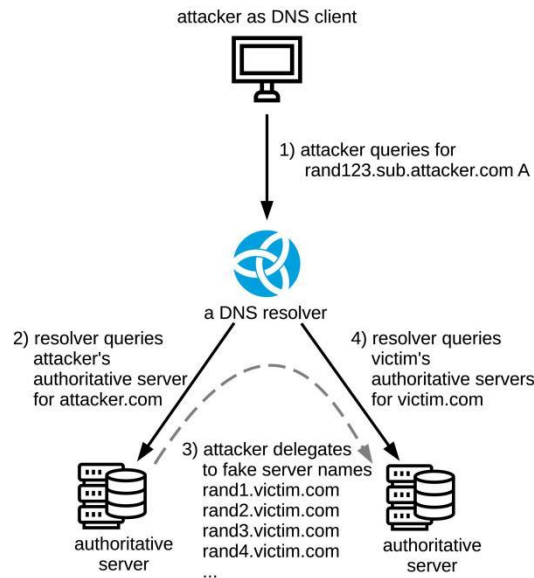 attacker as DNS client
1) attacker queries for
rand123.sub.attacker.com A
a DNS resolver
2) resolver queries
attacker's
authoritative server
for attacker.com
4) resolver queries
victim's
authoritative servers
for victim.com
3) attacker delegates
to fake server names
rand1.victim.com
rand2.victim.com
rand3.victim.com
rand4.victim.com
...
authoritative
server
authoritative
server